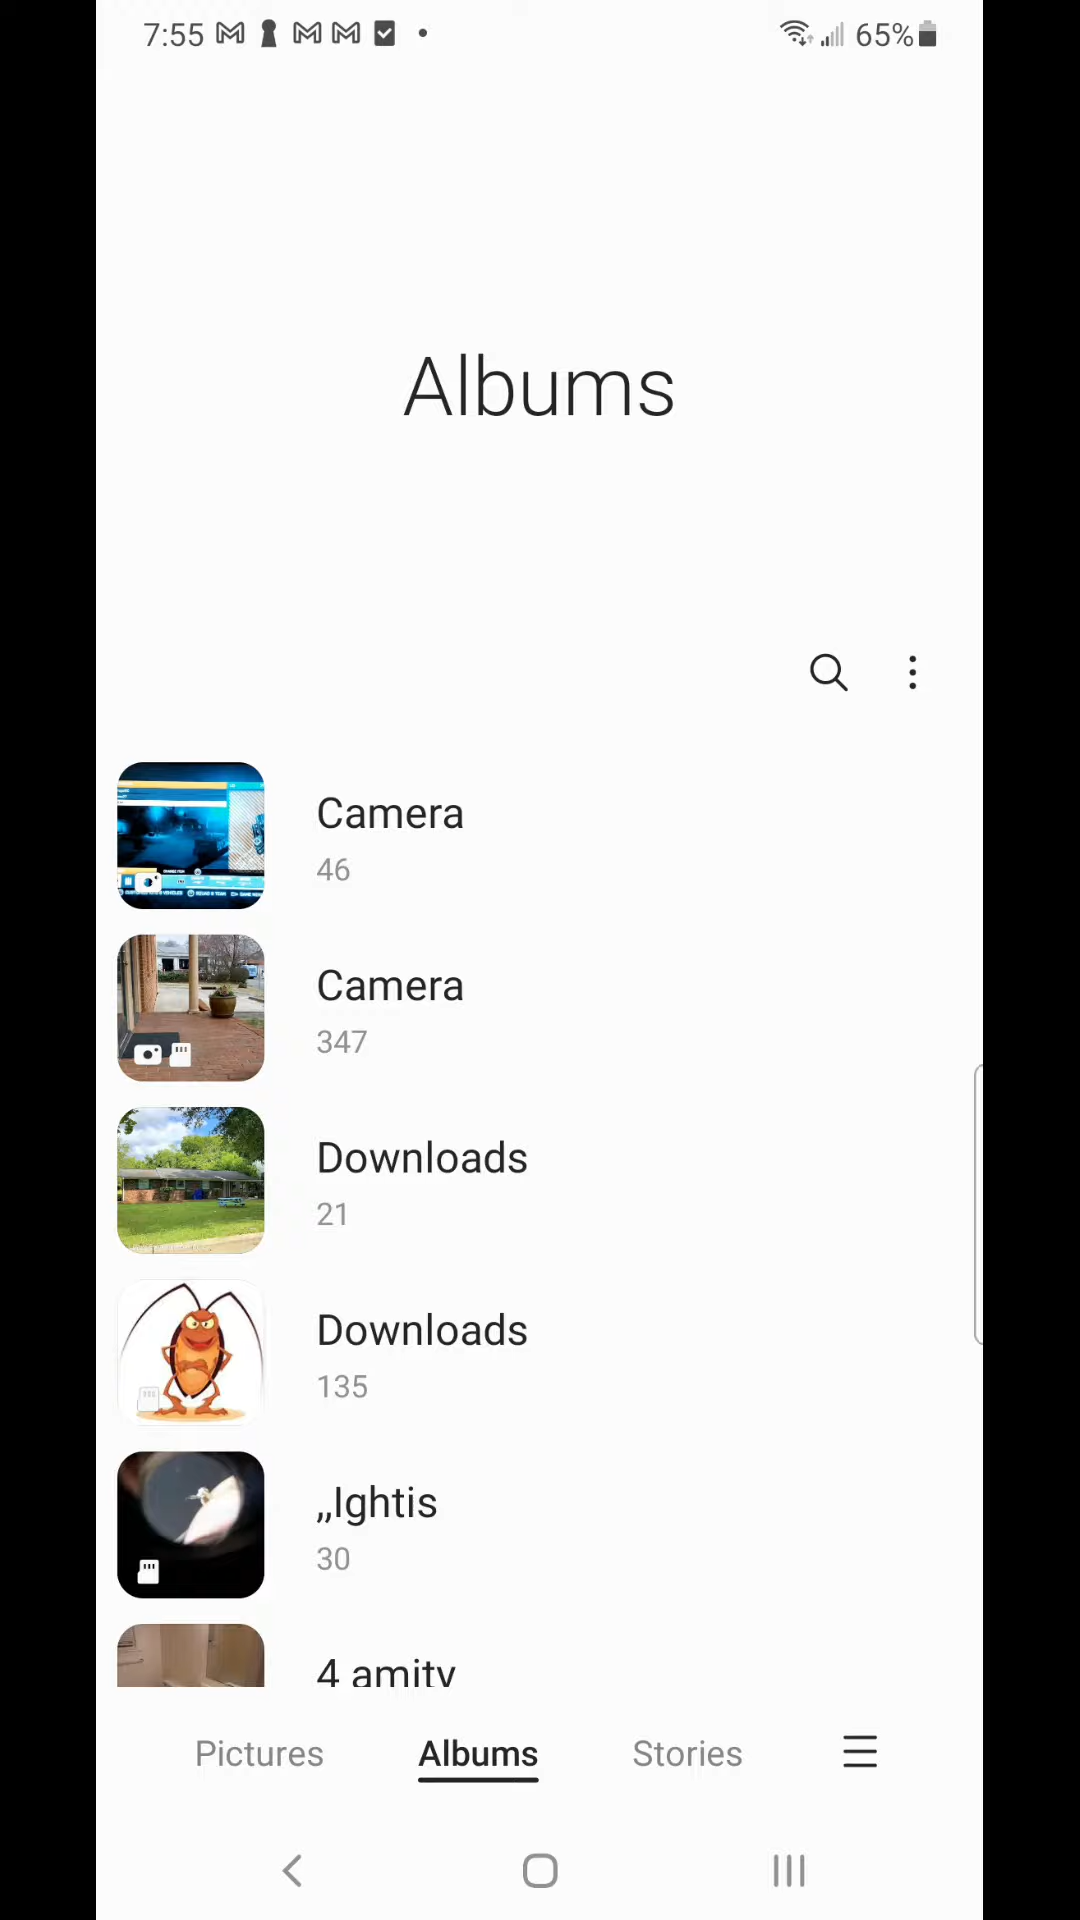 7:55
65%
Albums
Camera
46
Camera
347
Downloads
21
Downloads
135
,,Ightis
30
4 amity
Pictures
Albums
Stories